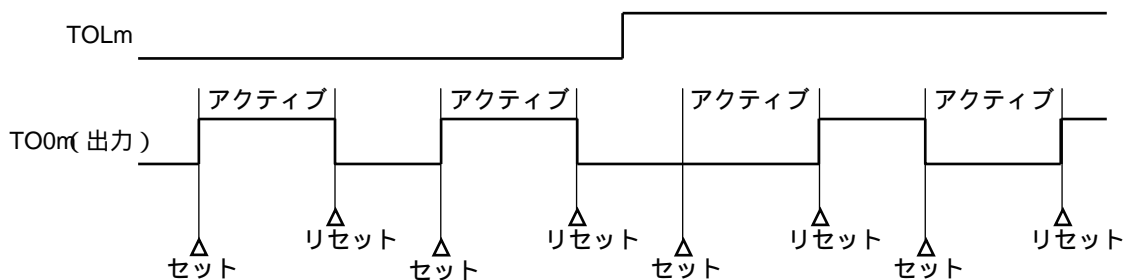 TOLm
アクティブ アクティブ アクティブ アクティブ
TO0m(出力)
リセット リセット リセット リセット
セット セット セット セット